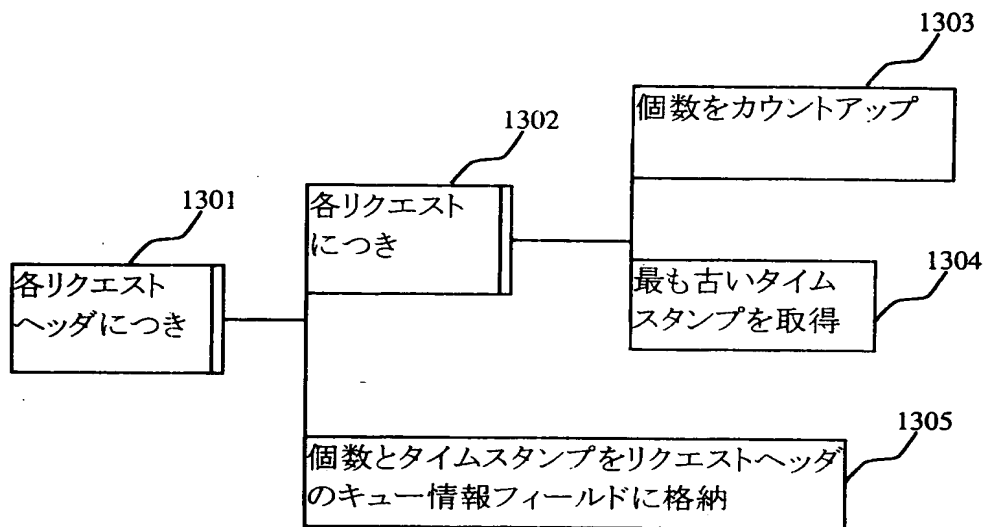 1303
個数をカウントアップ
1302
各リクエスト
につき
1301
各リクエスト
ヘッダにつき
最も古いタイム
スタンプを取得
1304
1305
個数とタイムスタンプをリクエストヘッダ
のキュー情報フィールドに格納